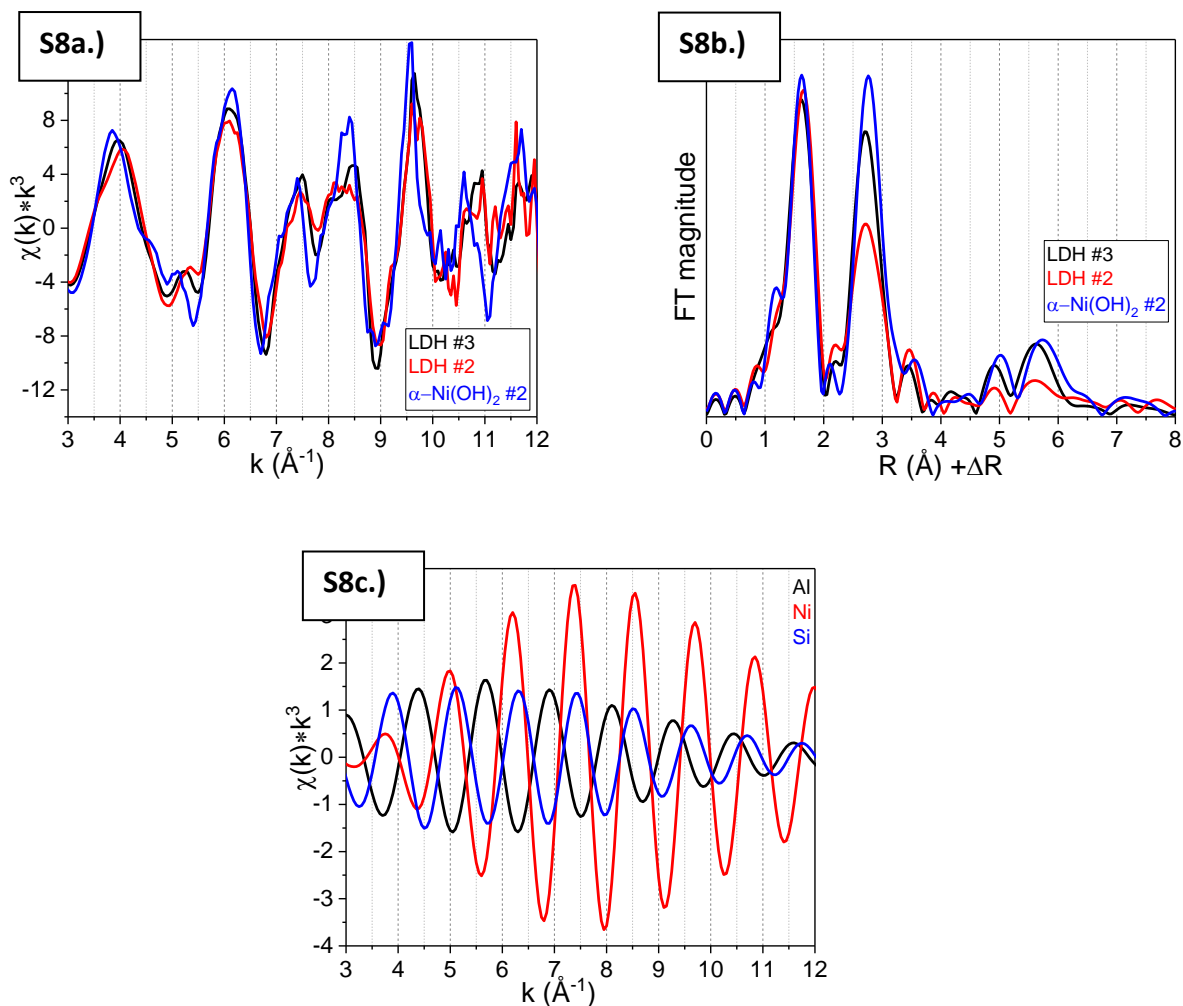 S8a.)
8
4
0
-4
-8
-12
χ(k)*k³
LDH #3
LDH #2
α–Ni(OH)₂ #2
3 4 5 6 7 8 9 10 11 12
k (Å⁻¹)
S8b.)
FT magnitude
LDH #3
LDH #2
α–Ni(OH)₂ #2
0 1 2 3 4 5 6 7 8
R (Å) +ΔR
S8c.)
Al
Ni
Si
2
1
0
-1
-2
-3
-4
χ(k)*k³
3 4 5 6 7 8 9 10 11 12
k (Å⁻¹)